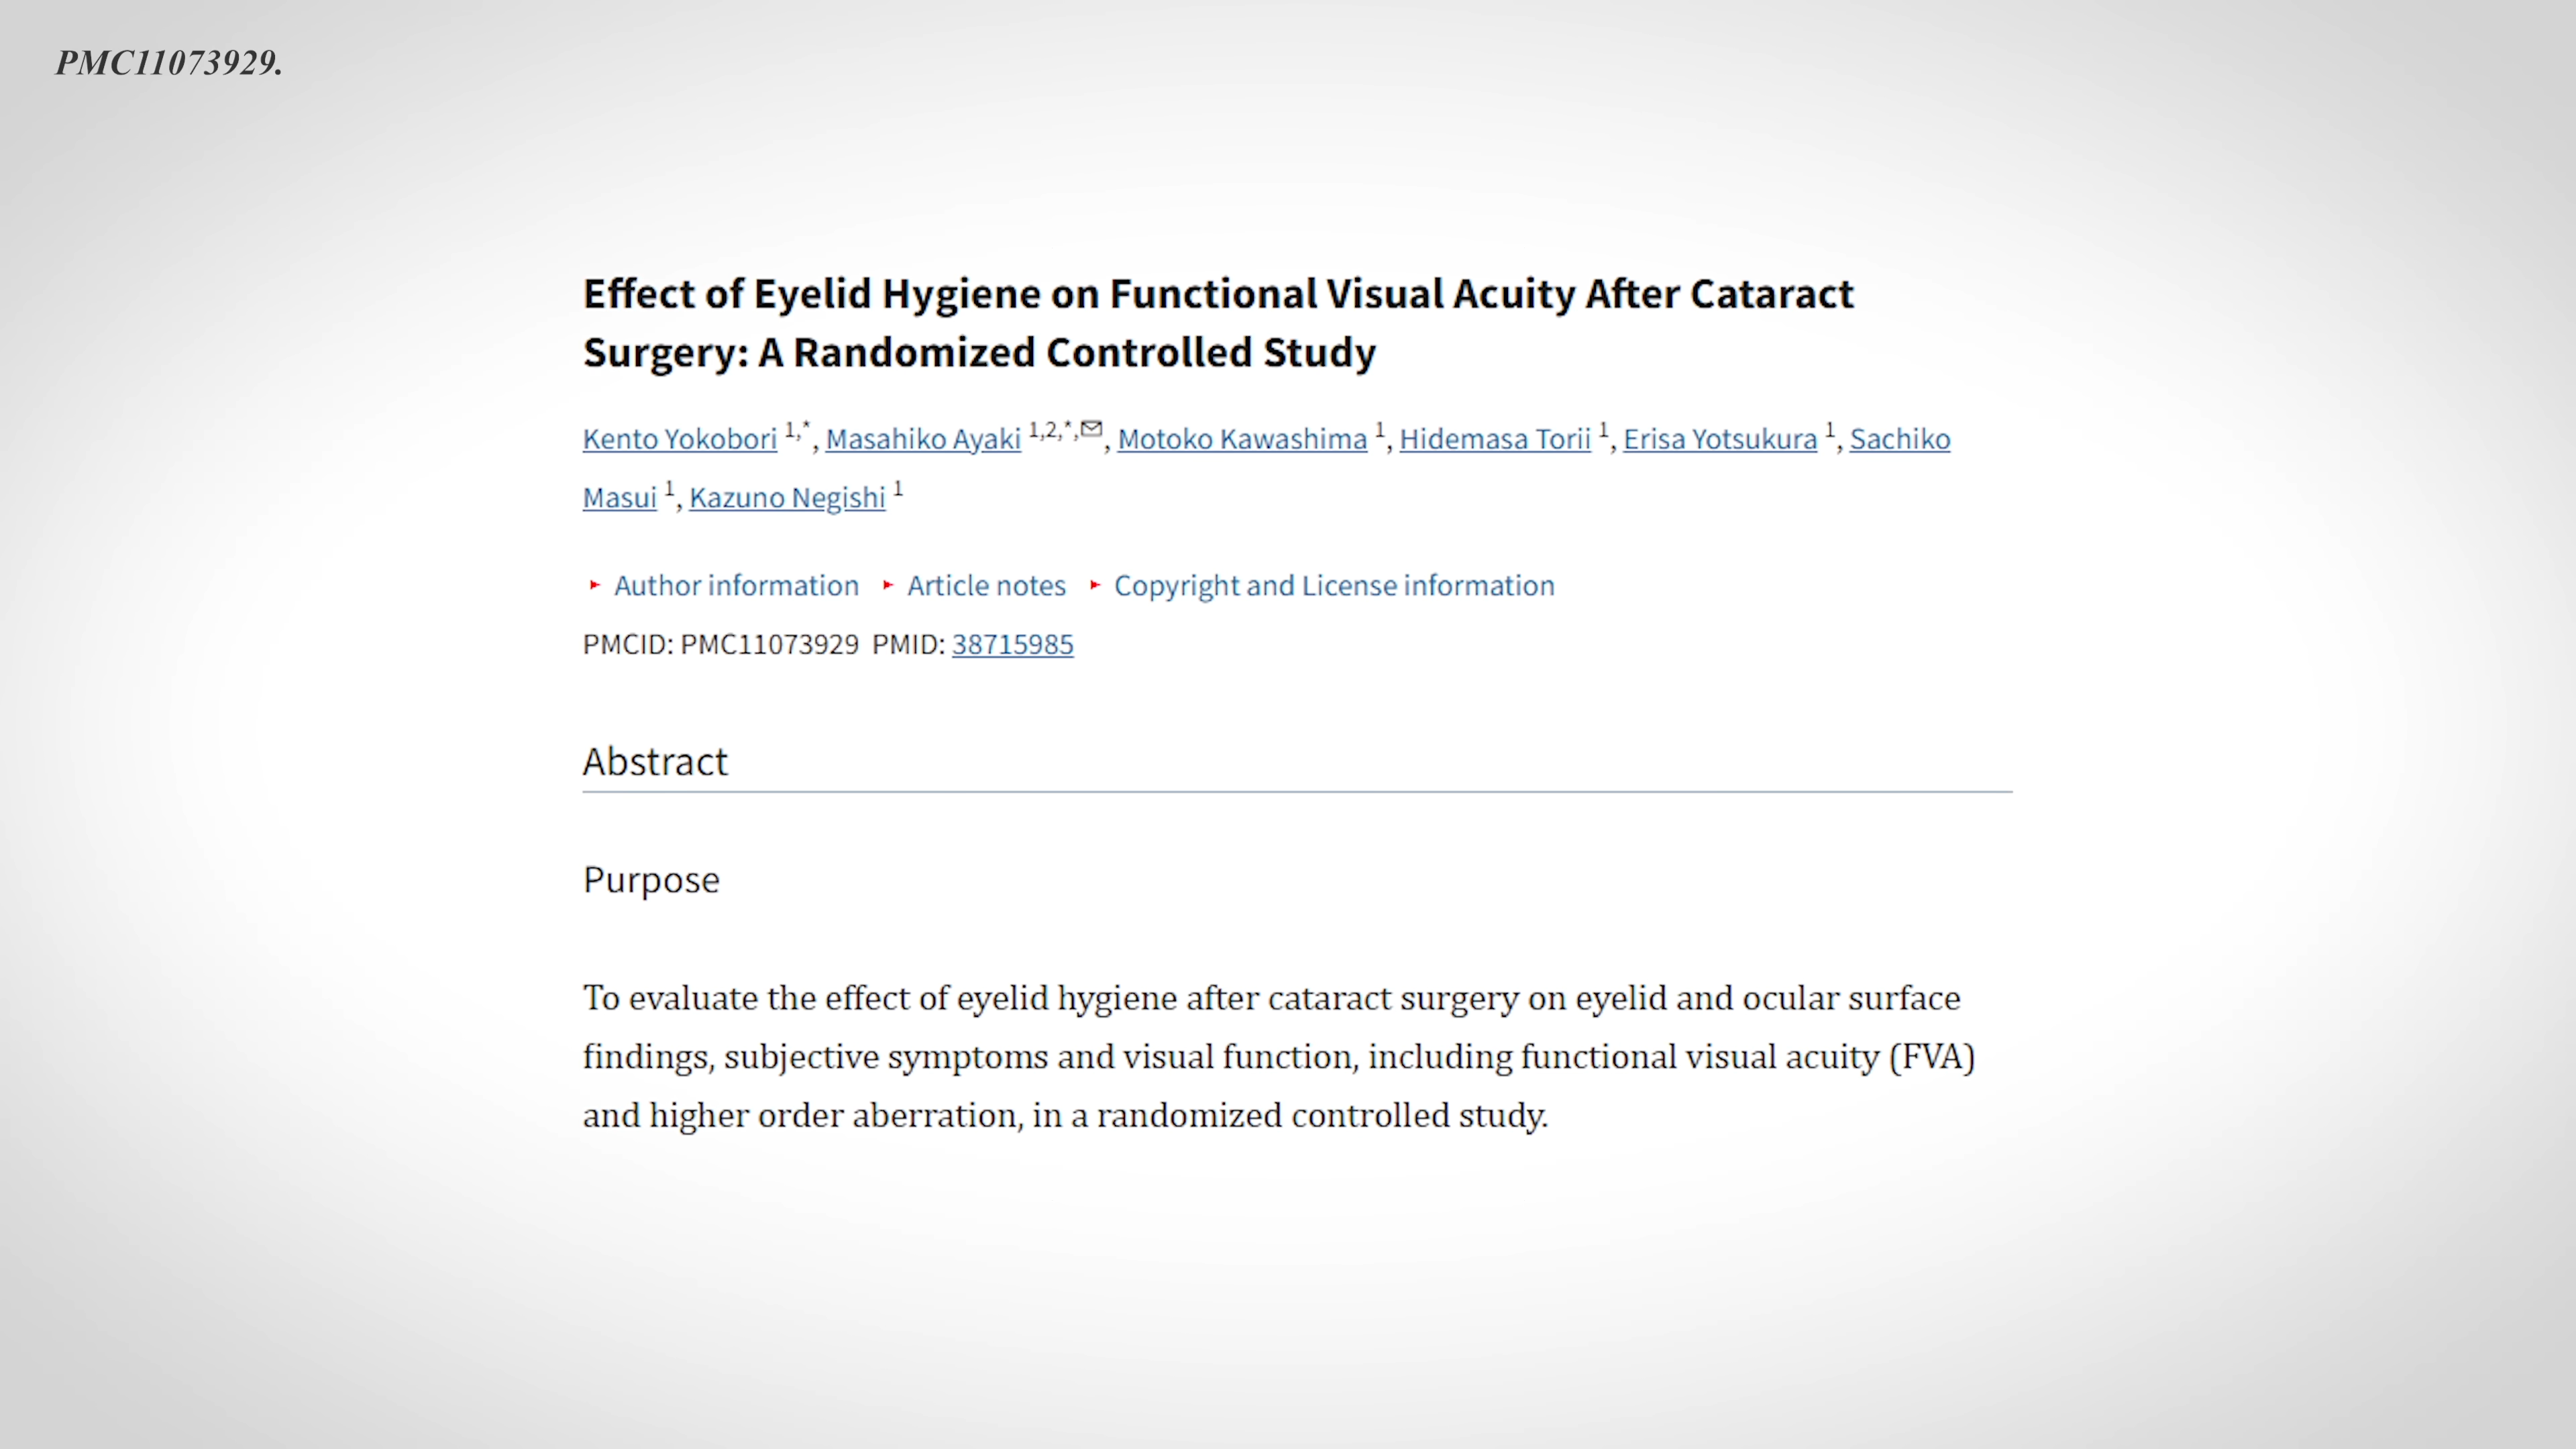 PMC11073929.
Effect of Eyelid Hygiene on Functional Visual Acuity After Cataract
Surgery: A Randomized Controlled Study
Kento Yokobori 1,*, Masahiko Ayaki 1,2,*,✉, Motoko Kawashima 1, Hidemasa Torii 1, Erisa Yotsukura 1, Sachiko
Masui 1, Kazuno Negishi 1
▸ Author information ▸ Article notes ▸ Copyright and License information
PMCID: PMC11073929 PMID: 38715985
Abstract
Purpose
To evaluate the effect of eyelid hygiene after cataract surgery on eyelid and ocular surface
findings, subjective symptoms and visual function, including functional visual acuity (FVA)
and higher order aberration, in a randomized controlled study.